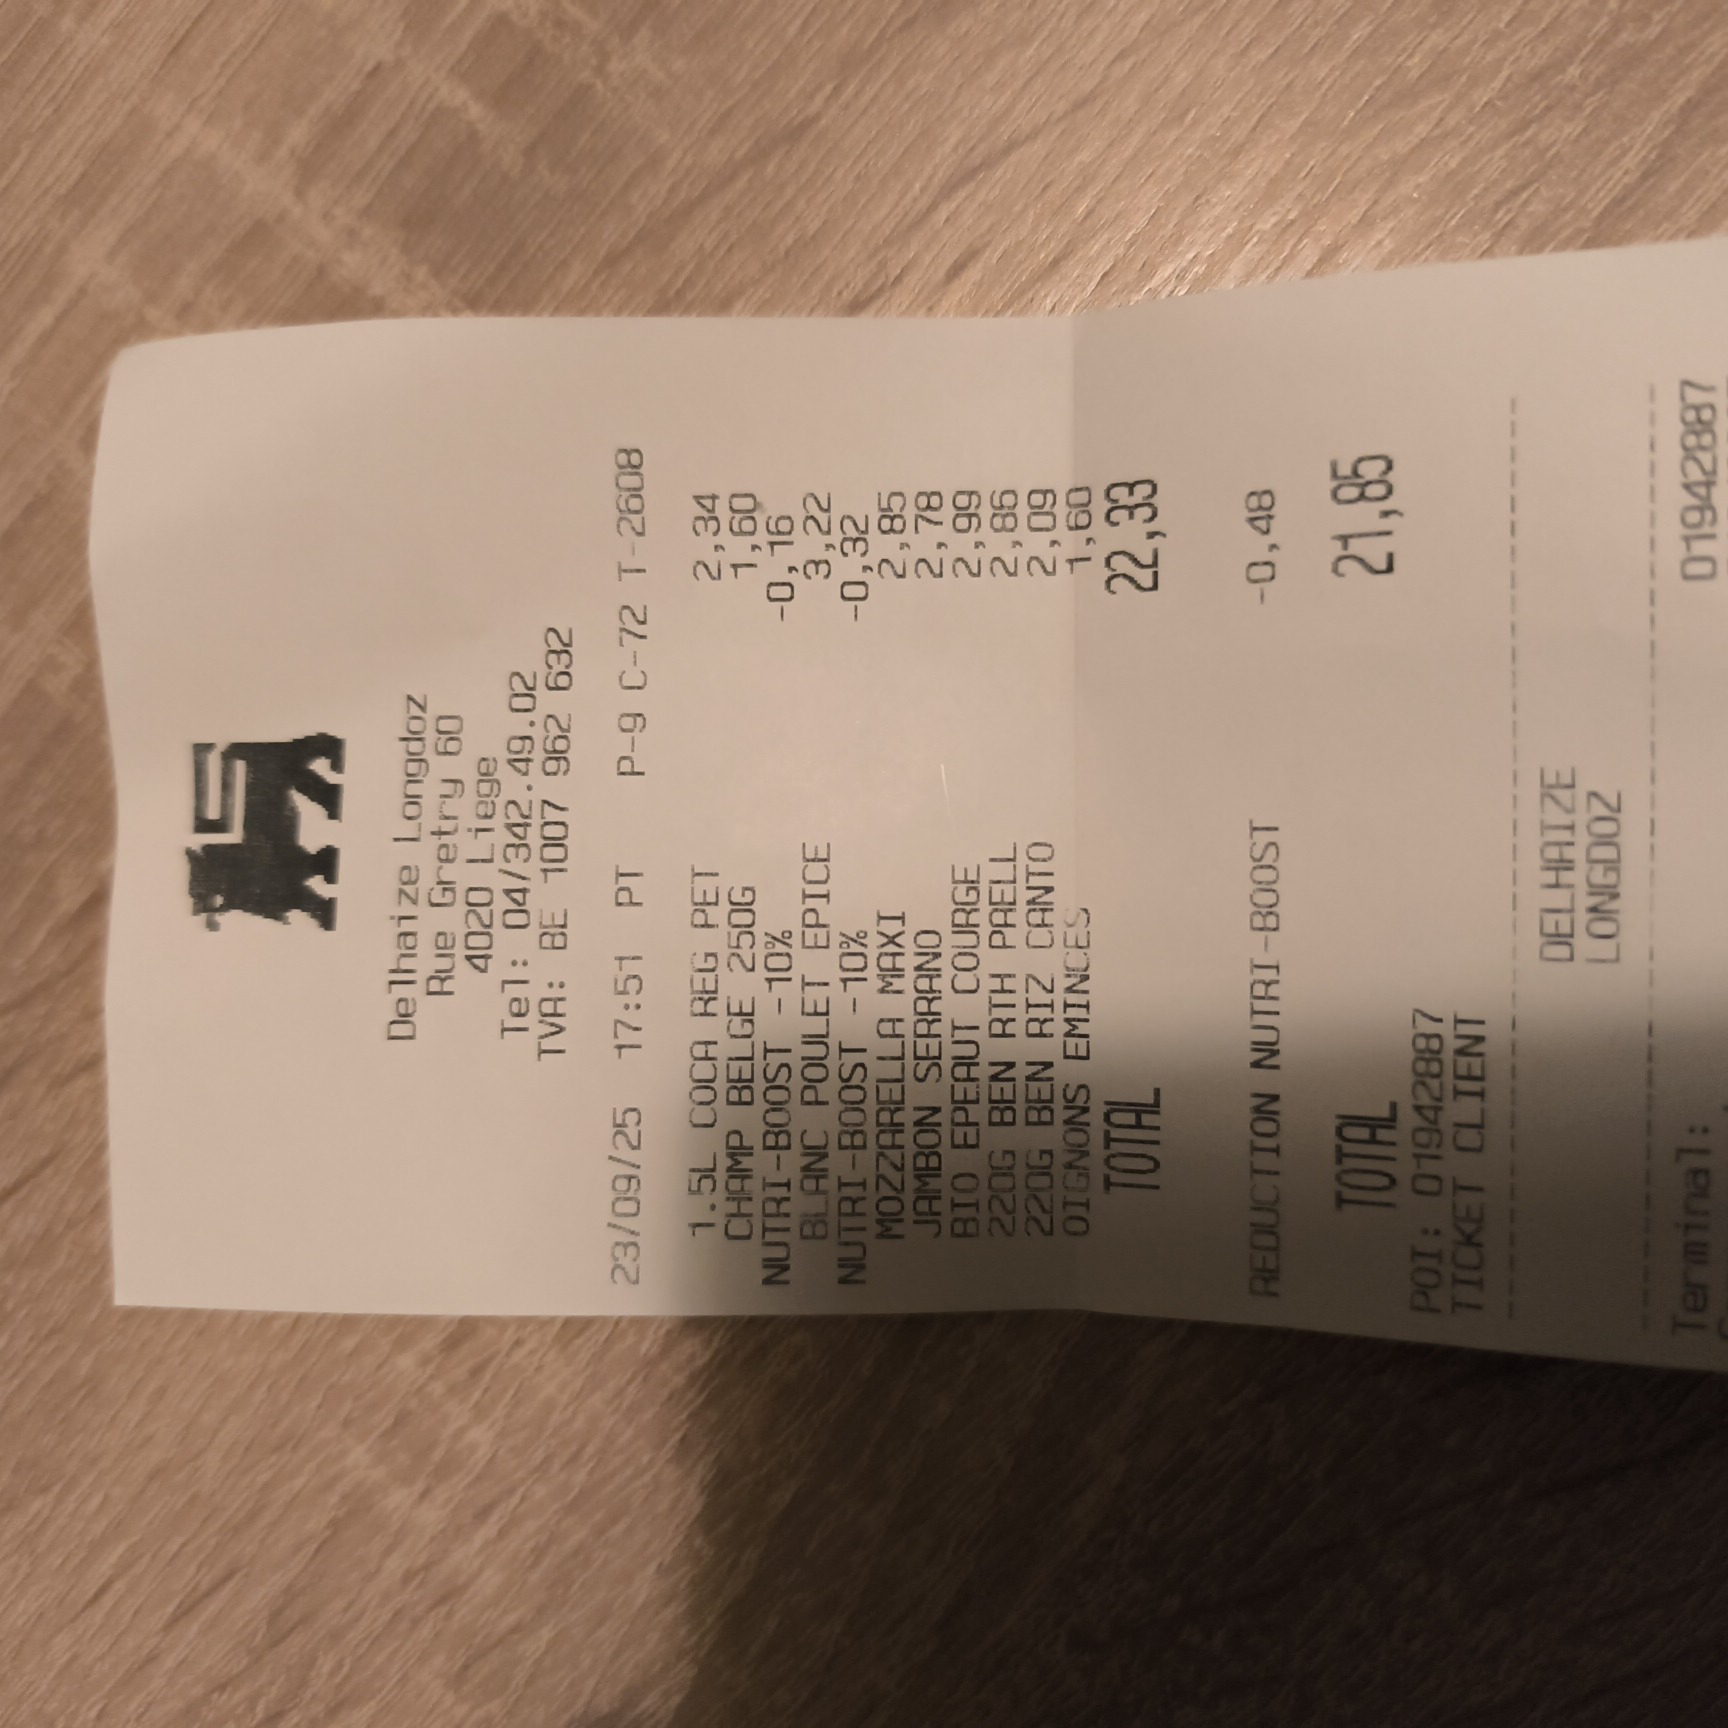 Delhaize Longdoz
Rue Gretry 60
4020 Liege
Tel: 04/342.49.02
TVA: BE 1007 962 632
23/09/25 17:51 PT P-9 C-72 T-2608
1.5L COCA REG PET 2,34
CHAMP BELGE 250G 1,60
NUTRI-BOOST -10% -0,16
BLANC POULET EPICE 3,22
NUTRI-BOOST -10% -0,32
MOZZARELLA MAXI 2,85
JAMBON SERRANO 2,78
BIO EPEAUT COURGE 2,99
220G BEN RTH PAELL 2,86
220G BEN RIZ CANTO 2,09
OIGNONS EMINCES 1,60
TOTAL 22,33
REDUCTION NUTRI-BOOST -0,48
TOTAL 21,85
POI: 01942887
TICKET CLIENT
DELHAIZE
LONGDOZ
Terminal: 01942887